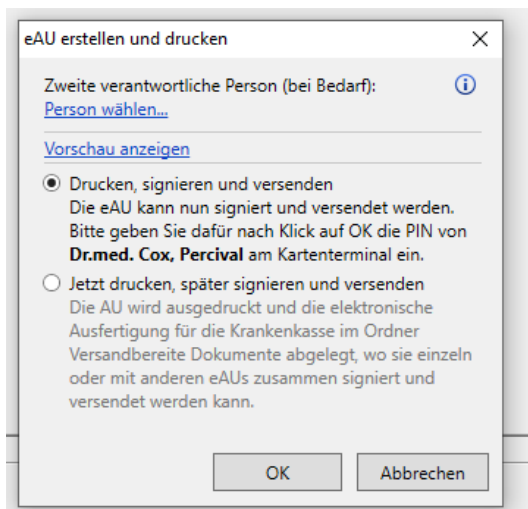 eAU erstellen und drucken
Zweite verantwortliche Person (bei Bedarf):
Person wählen...
Vorschau anzeigen
Drucken, signieren und versenden
Die eAU kann nun signiert und versendet werden.
Bitte geben Sie dafür nach Klick auf OK die PIN von
Dr.med. Cox, Percival am Kartenterminal ein.
Jetzt drucken, später signieren und versenden
Die AU wird ausgedruckt und die elektronische
Ausfertigung für die Krankenkasse im Ordner
Versandbereite Dokumente abgelegt, wo sie einzeln
oder mit anderen eAUs zusammen signiert und
versendet werden kann.
OK
Abbrechen